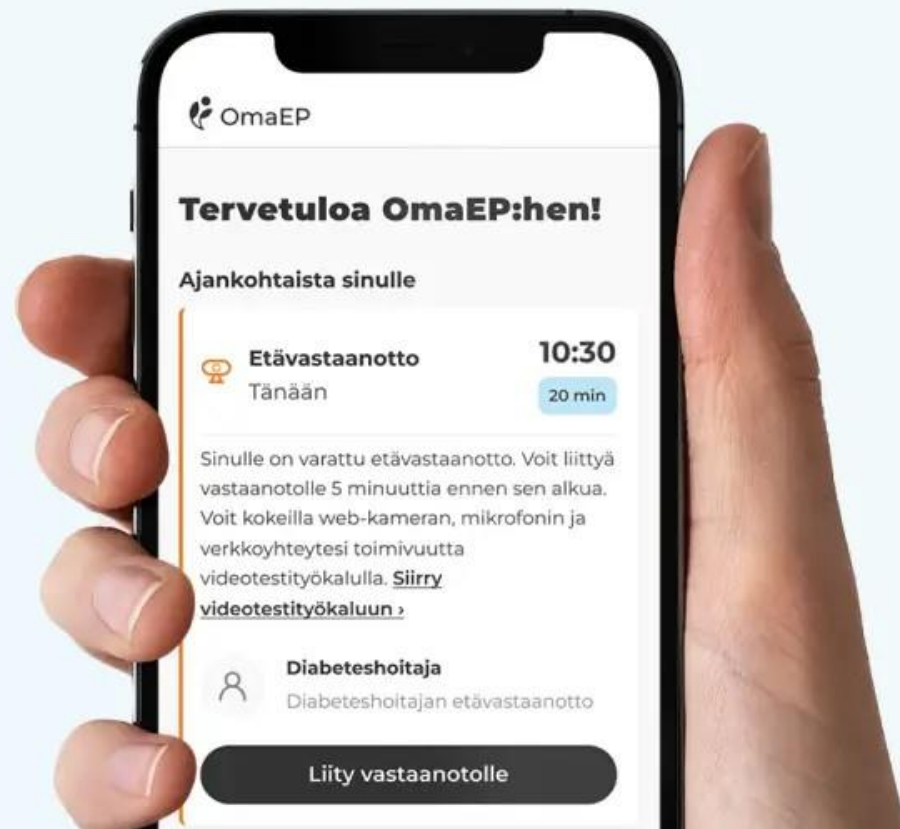 OmaEP
Tervetuloa OmaEP:hen!
Ajankohtaista sinulle
Etävastaanotto
Tänään
10:30
20 min
Sinulle on varattu etävastaanotto. Voit liittyä
vastaanotolle 5 minuuttia ennen sen alkua.
Voit kokeilla web-kameran, mikrofonin ja
verkkoyhteytesi toimivuutta
videotestityökalulla. Siirry
videotestityökaluun ›
Diabeteshoitaja
Diabeteshoitajan etävastaanotto
Liity vastaanotolle